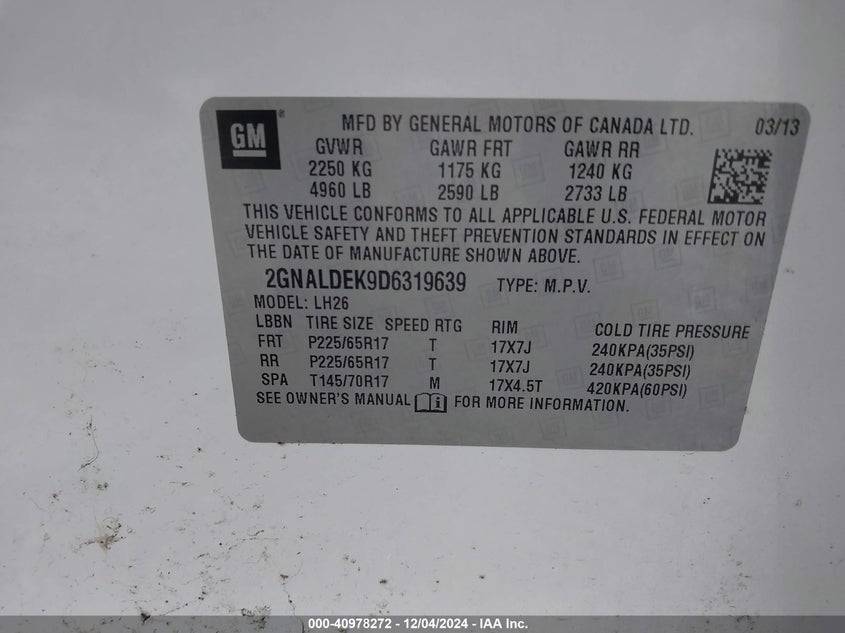 GM
MFD BY GENERAL MOTORS OF CANADA LTD. 03/13
GVWR GAWR FRT GAWR RR
2250 KG 1175 KG 1240 KG
4960 LB 2590 LB 2733 LB
THIS VEHICLE CONFORMS TO ALL APPLICABLE U.S. FEDERAL MOTOR
VEHICLE SAFETY AND THEFT PREVENTION STANDARDS IN EFFECT ON
THE DATE OF MANUFACTURE SHOWN ABOVE.
2GNALDEK9D6319639 TYPE: M.P.V.
MODEL: LH26
LBBN TIRE SIZE SPEED RTG RIM COLD TIRE PRESSURE
FRT P225/65R17 T 17X7J 240KPA(35PSI)
RR P225/65R17 T 17X7J 240KPA(35PSI)
SPA T145/70R17 M 17X4.5T 420KPA(60PSI)
SEE OWNER'S MANUAL i FOR MORE INFORMATION.
000-40978272 - 12/04/2024 - IAA Inc.